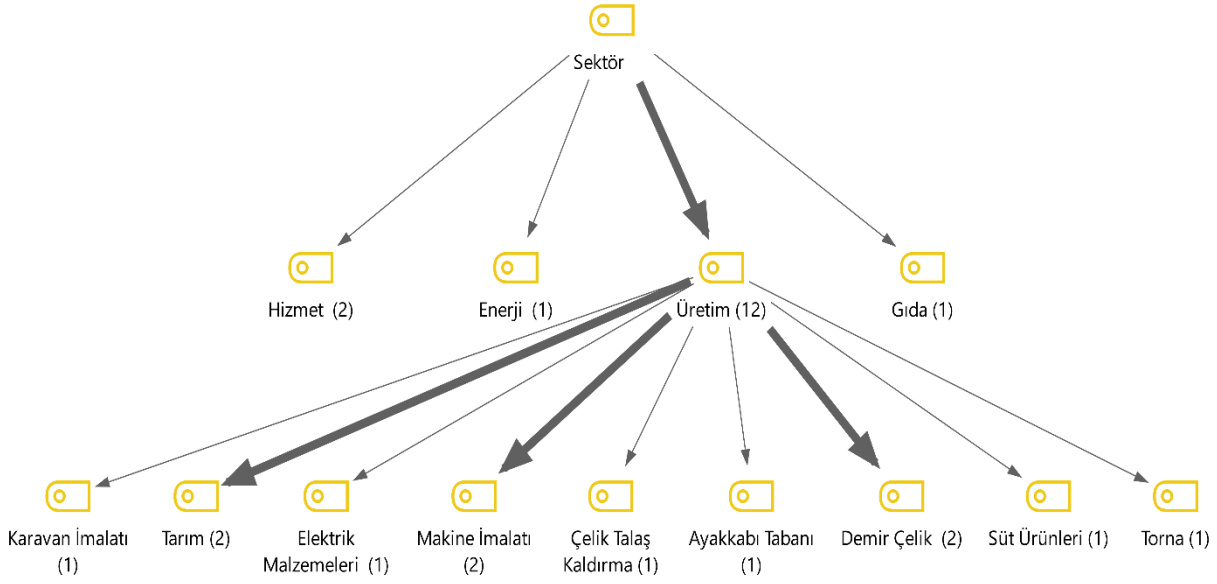 Sektör
Hizmet (2)
Enerji (1)
Üretim (12)
Gıda (1)
Karavan İmalatı
(1)
Tarım (2)
Elektrik
Malzemeleri (1)
Makine İmalatı
(2)
Çelik Talaş
Kaldırma (1)
Ayakkabı Tabanı
(1)
Demir Çelik (2)
Süt Ürünleri (1)
Torna (1)